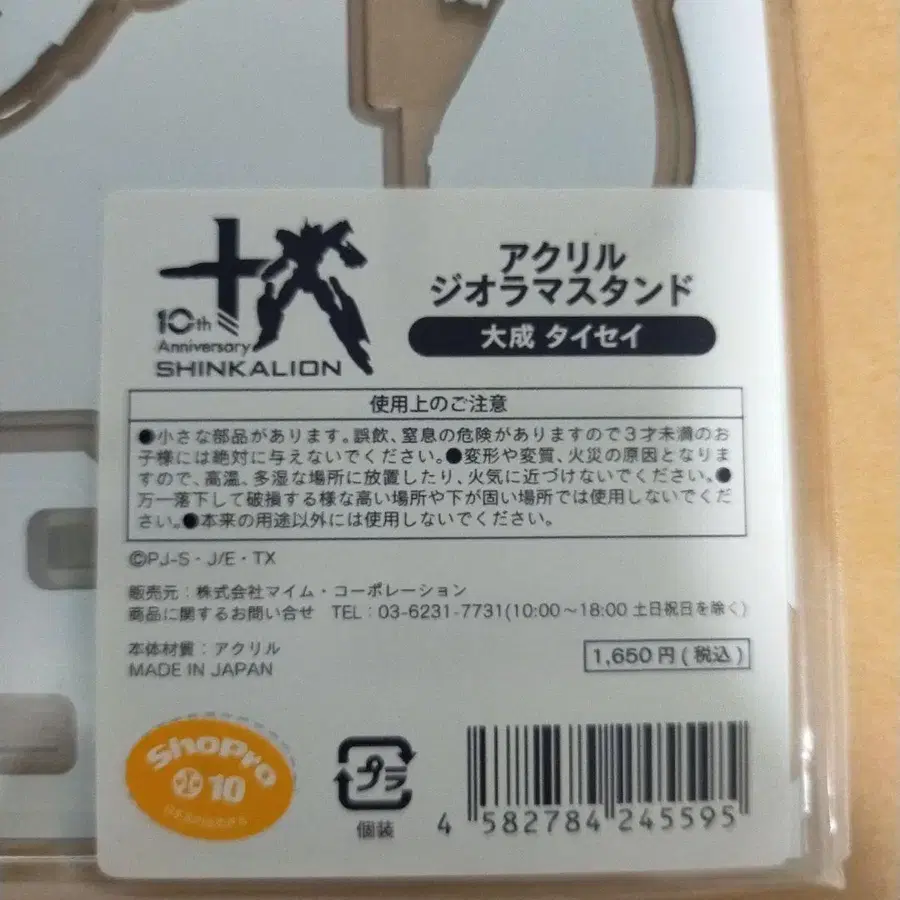 10th
Anniversary
SHINKALION
アクリル
ジオラマスタンド
大成 タイセイ
使用上のご注意
●小さな部品があります。誤飲、窒息の危険がありますので3才未満のお
子様には絶対に与えないでください。●変形や変質、火災の原因となりま
すので、高温、多湿な場所に放置したり、火気に近づけないでください。●
万一落下して破損する様な高い場所や下が固い場所では使用しないでくだ
さい。●本来の用途以外には使用しないでください。
©PJ-S・J/E・TX
販売元：株式会社マイム・コーポレーション
商品に関するお問い合せ TEL：03-6231-7731(10:00～18:00 土日祝日を除く)
本体材質：アクリル
MADE IN JAPAN
1,650円(税込)
ShoPro
10
プラ
個装
4 582784 245595